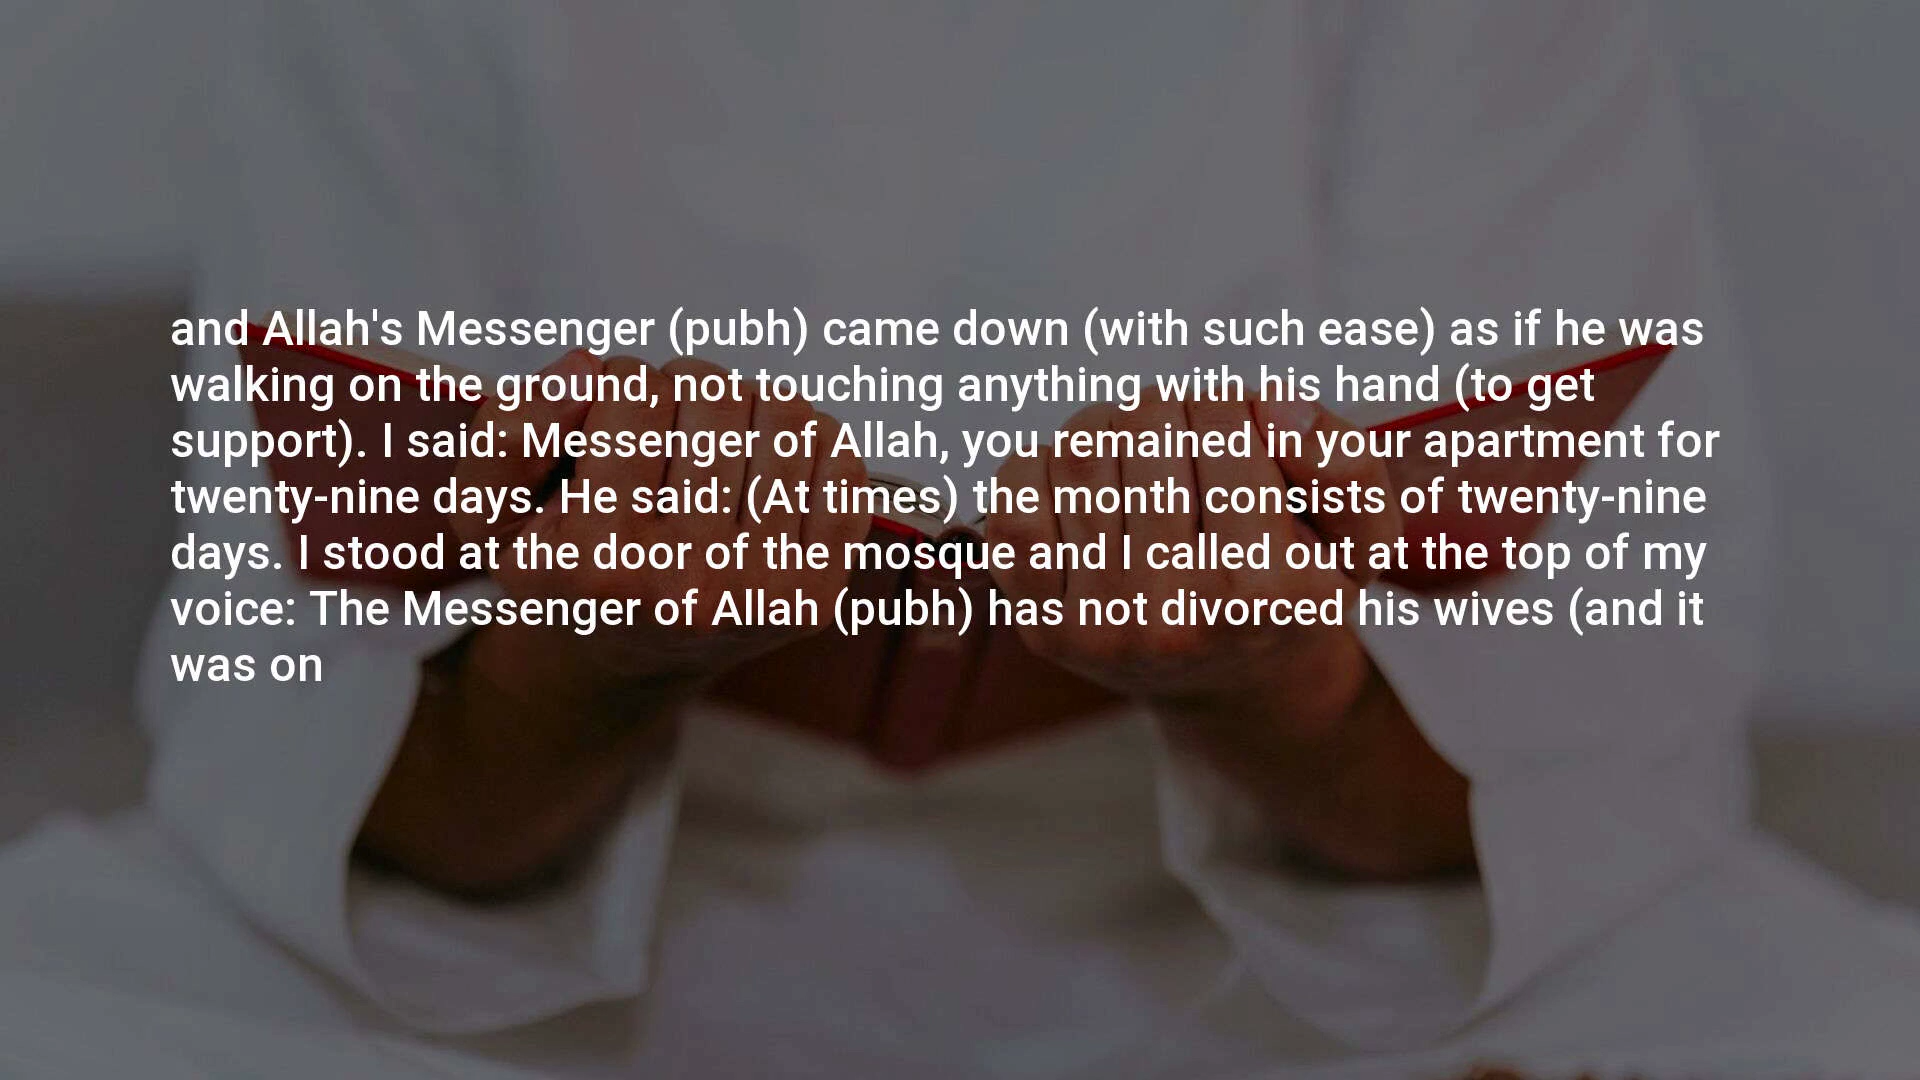 and Allah's Messenger (pubh) came down (with such ease) as if he was
walking on the ground, not touching anything with his hand (to get
support). I said: Messenger of Allah, you remained in your apartment for
twenty-nine days. He said: (At times) the month consists of twenty-nine
days. I stood at the door of the mosque and I called out at the top of my
voice: The Messenger of Allah (pubh) has not divorced his wives (and it
was on